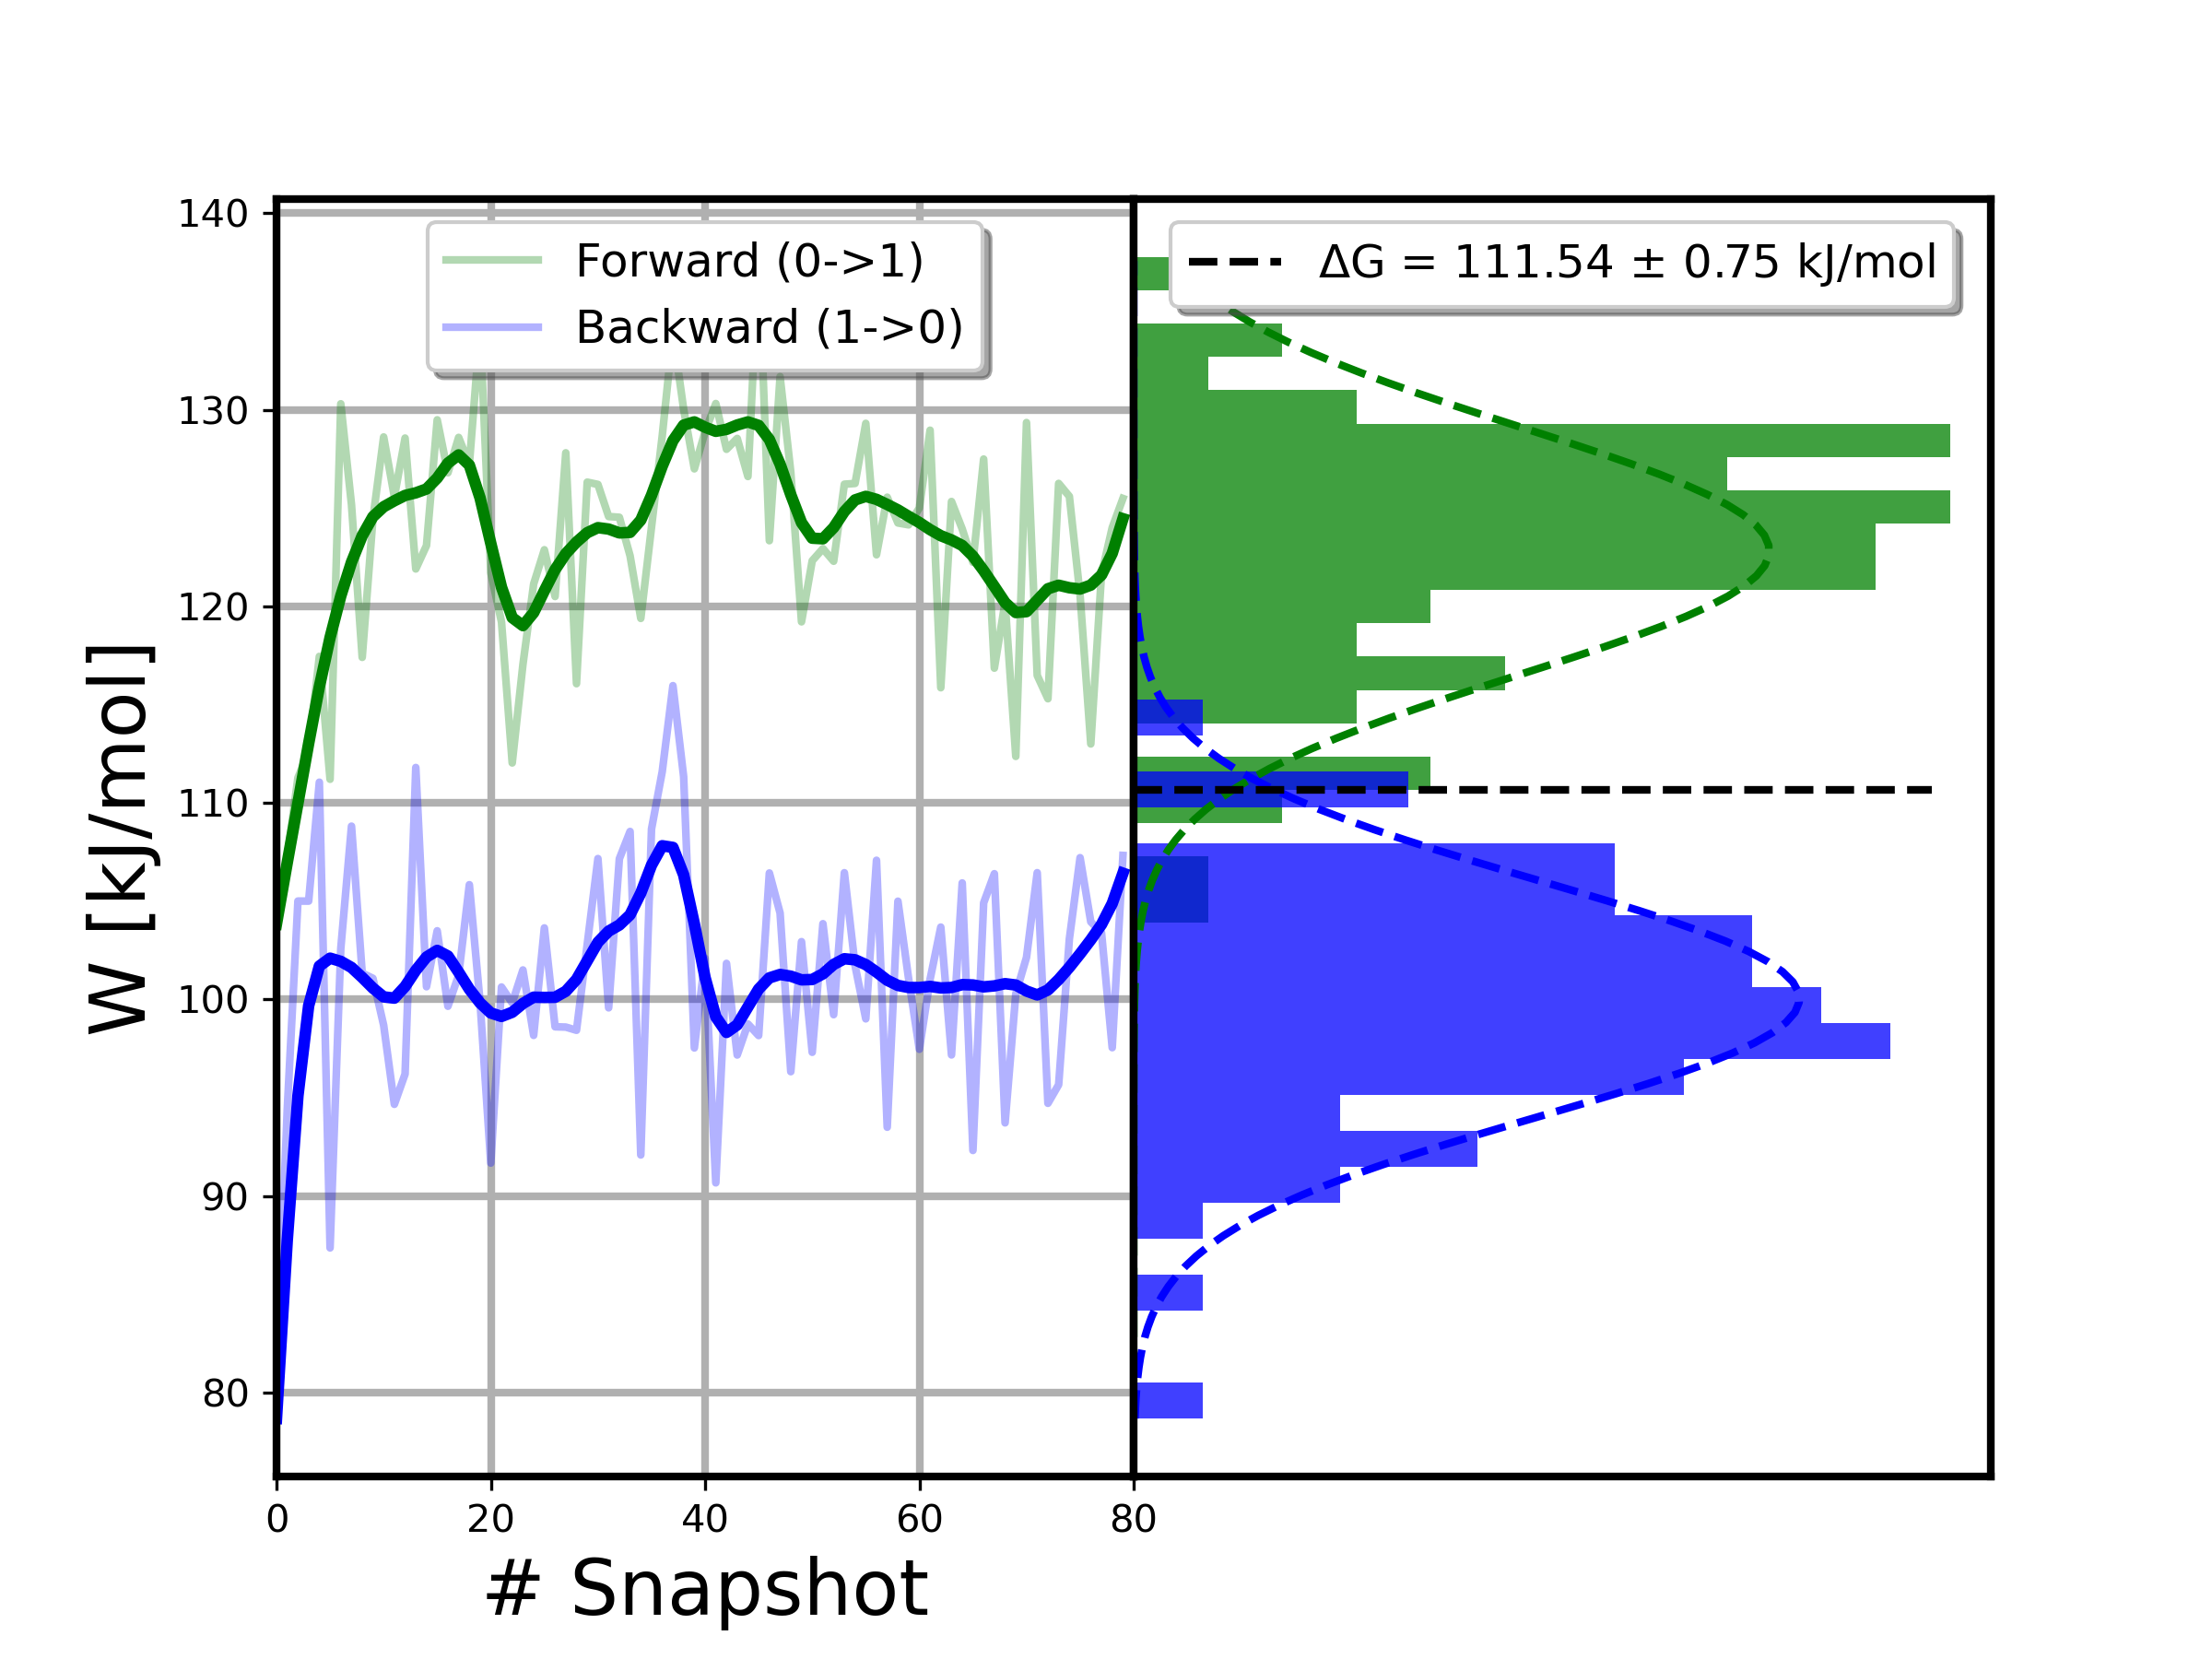 Forward (0->1)
Backward (1->0)
ΔG = 111.54 ± 0.75 kJ/mol
W [kJ/mol]
140
130
120
110
100
90
80
0 20 40 60 80
# Snapshot